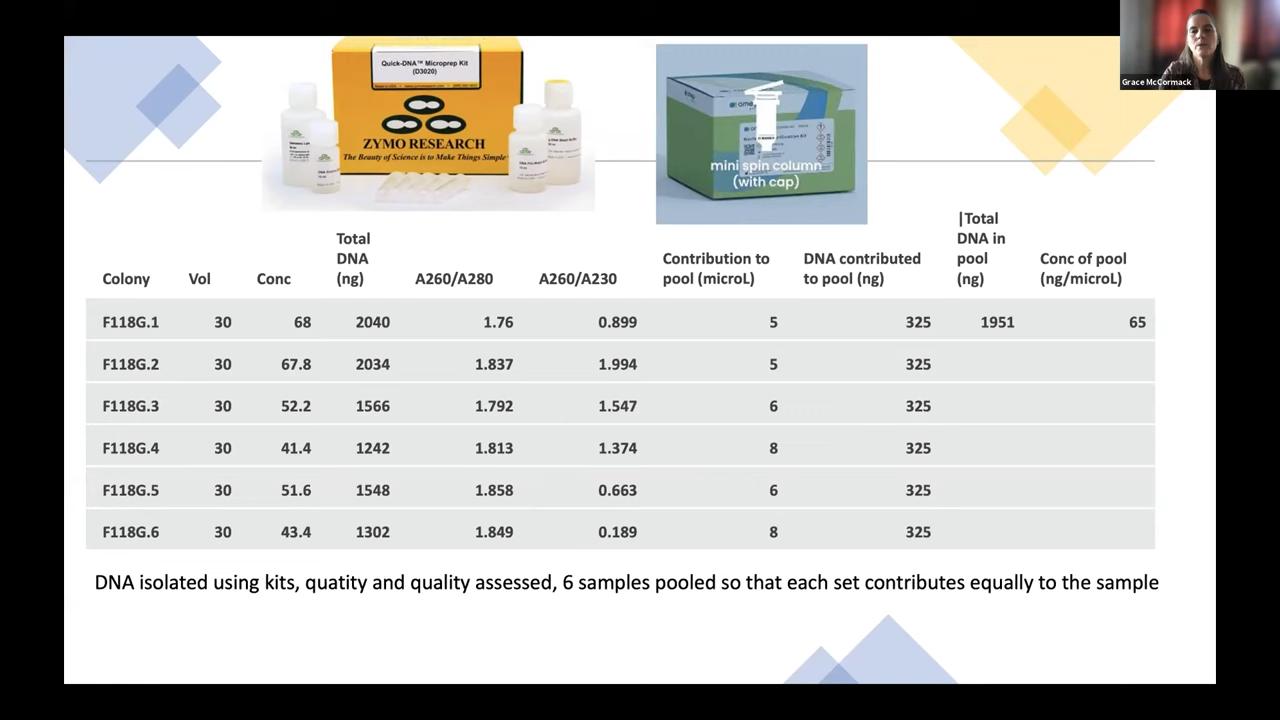 Grace McCormack
Quick-DNA™ Microprep Kit
(D3020)
ZYMO RESEARCH
The Beauty of Science is to Make Things Simple
mini spin column
(with cap)
Colony Vol Conc Total DNA (ng) A260/A280 A260/A230 Contribution to pool (microL) DNA contributed to pool (ng) |Total DNA in pool (ng) Conc of pool (ng/microL)
F118G.1 30 68 2040 1.76 0.899 5 325 1951 65
F118G.2 30 67.8 2034 1.837 1.994 5 325
F118G.3 30 52.2 1566 1.792 1.547 6 325
F118G.4 30 41.4 1242 1.813 1.374 8 325
F118G.5 30 51.6 1548 1.858 0.663 6 325
F118G.6 30 43.4 1302 1.849 0.189 8 325
DNA isolated using kits, quatity and quality assessed, 6 samples pooled so that each set contributes equally to the sample